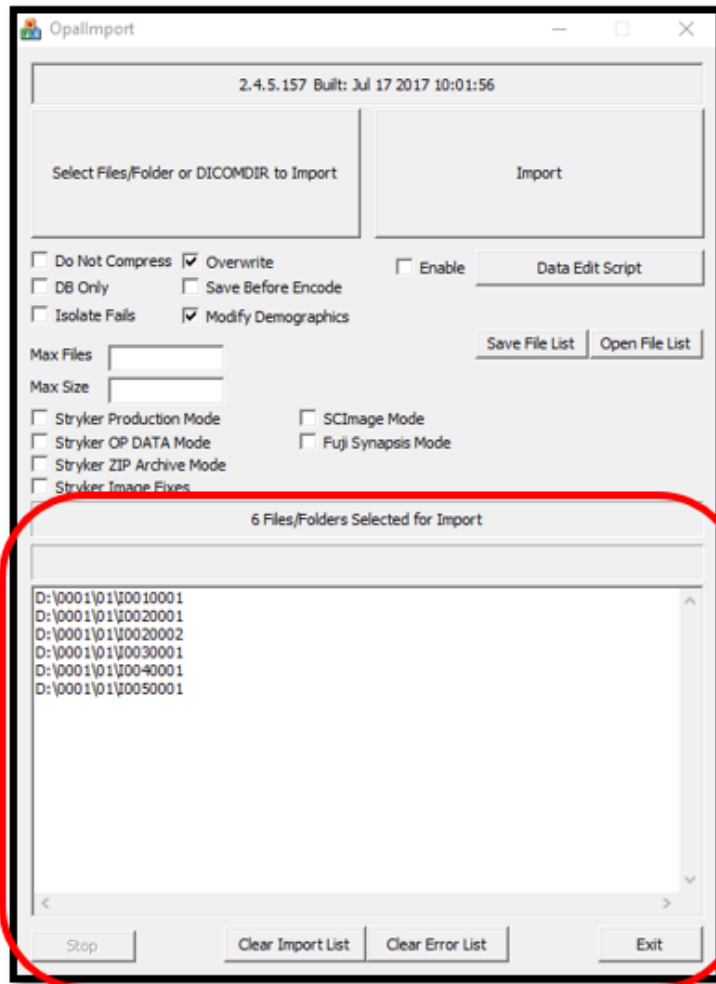 OpalImport
2.4.5.157 Built: Jul 17 2017 10:01:56
Select Files/Folder or DICOMDIR to Import
Import
Do Not Compress
Overwrite
Enable
Data Edit Script
DB Only
Save Before Encode
Isolate Fails
Modify Demographics
Save File List
Open File List
Max Files
Max Size
Stryker Production Mode
SCImage Mode
Stryker OP DATA Mode
Fuji Synapsis Mode
Stryker ZIP Archive Mode
Stryker Image Fixes
6 Files/Folders Selected for Import
D:\0001\01\I0010001
D:\0001\01\I0020001
D:\0001\01\I0020002
D:\0001\01\I0030001
D:\0001\01\I0040001
D:\0001\01\I0050001
Stop
Clear Import List
Clear Error List
Exit